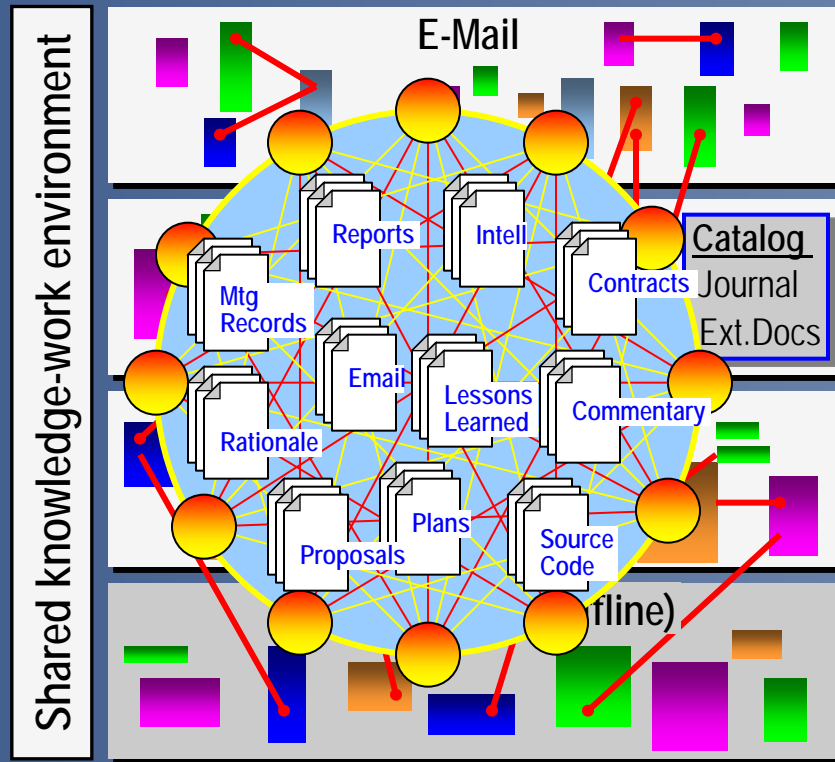 Shared knowledge-work environment
E-Mail
Reports
Intell
Catalog
Journal
Ext.Docs
Contracts
Mtg
Records
Email
Lessons
Learned
Commentary
Rationale
Plans
Proposals
Source
Code
ffline)